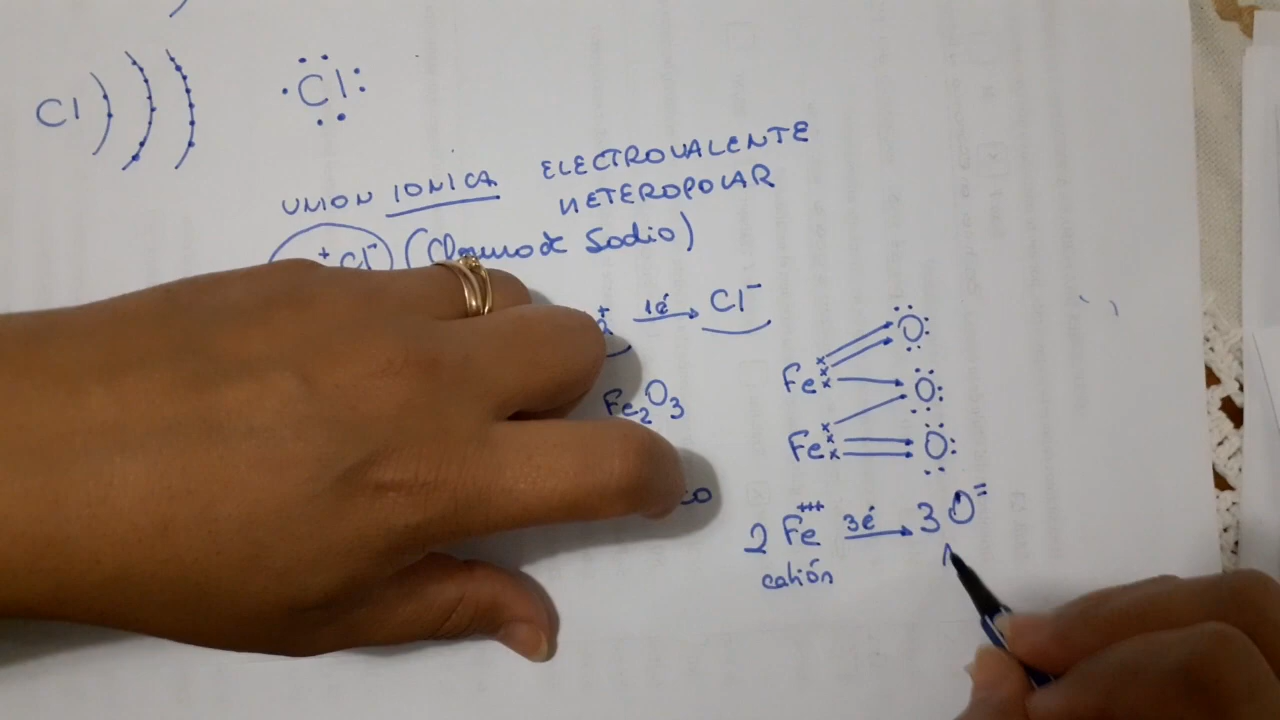 Cl
Cl
UNION IONICA ELECTROVALENTE
HETEROPOLAR
+ Cl⁻ (Cloruro de Sodio)
+ 1é → Cl⁻
Fe₂O₃
Fe O
O
Fe O
2 Fe⁺⁺⁺ 3é → 3 O⁼
catión